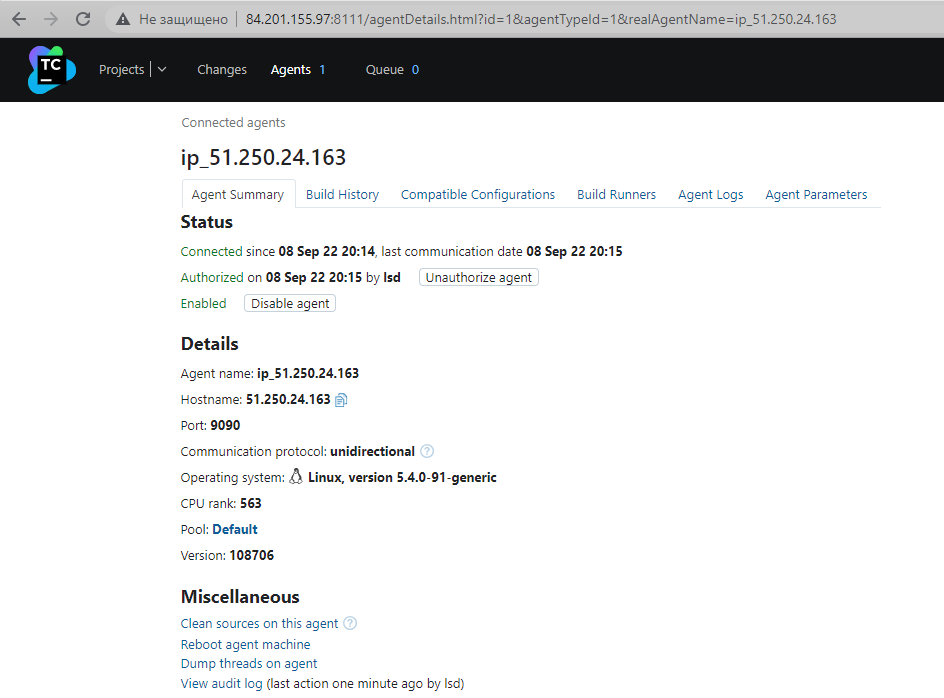 Не защищено 84.201.155.97:8111/agentDetails.html?id=1&agentTypeId=1&realAgentName=ip_51.250.24.163
TC Projects Changes Agents 1 Queue 0
Connected agents
ip_51.250.24.163
Agent Summary Build History Compatible Configurations Build Runners Agent Logs Agent Parameters
Status
Connected since 08 Sep 22 20:14, last communication date 08 Sep 22 20:15
Authorized on 08 Sep 22 20:15 by lsd Unauthorize agent
Enabled Disable agent
Details
Agent name: ip_51.250.24.163
Hostname: 51.250.24.163
Port: 9090
Communication protocol: unidirectional ?
Operating system: Linux, version 5.4.0-91-generic
CPU rank: 563
Pool: Default
Version: 108706
Miscellaneous
Clean sources on this agent ?
Reboot agent machine
Dump threads on agent
View audit log (last action one minute ago by lsd)